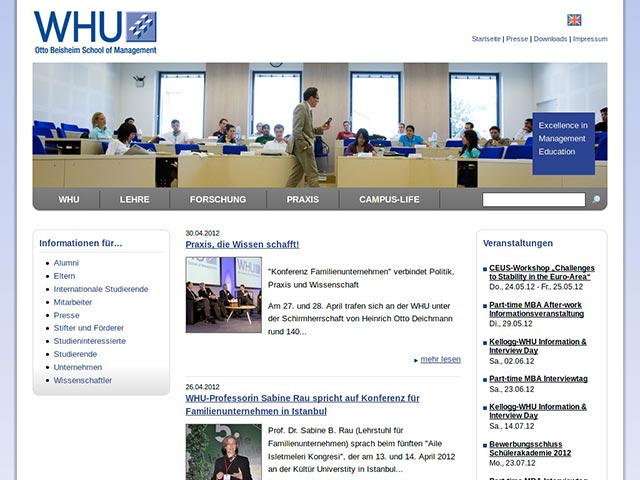 WHU
Otto Beisheim School of Management
Startseite | Presse | Downloads | Impressum
Excellence in
Management
Education
WHU
LEHRE
FORSCHUNG
PRAXIS
CAMPUS-LIFE
Informationen für...
Alumni
Eltern
Internationale Studierende
Mitarbeiter
Presse
Stifter und Förderer
Studieninteressierte
Studierende
Unternehmen
Wissenschaftler
30.04.2012
Praxis, die Wissen schafft!
"Konferenz Familienunternehmen" verbindet Politik,
Praxis und Wissenschaft
Am 27. und 28. April trafen sich an der WHU unter
der Schirmherrschaft von Heinrich Otto Deichmann
rund 140...
mehr lesen
26.04.2012
WHU-Professorin Sabine Rau spricht auf Konferenz für
Familienunternehmen in Istanbul
Prof. Dr. Sabine B. Rau (Lehrstuhl für
Familienunternehmen) sprach beim fünften "Aile
Isletmeleri Kongresi", der am 13. und 14. April 2012
an der Kültür Universtity in Istanbul...
Veranstaltungen
CEUS-Workshop „Challenges
to Stability in the Euro-Area"
Do., 24.05.12 - Fr., 25.05.12
Part-time MBA After-work
Informationsveranstaltung
Di., 29.05.12
Kellogg-WHU Information &
Interview Day
Sa., 02.06.12
Part-time MBA Interviewtag
Sa., 23.06.12
Kellogg-WHU Information &
Interview Day
Sa., 14.07.12
Bewerbungsschluss
Schülerakademie 2012
Mo., 23.07.12
Part-time MBA Interviewtag